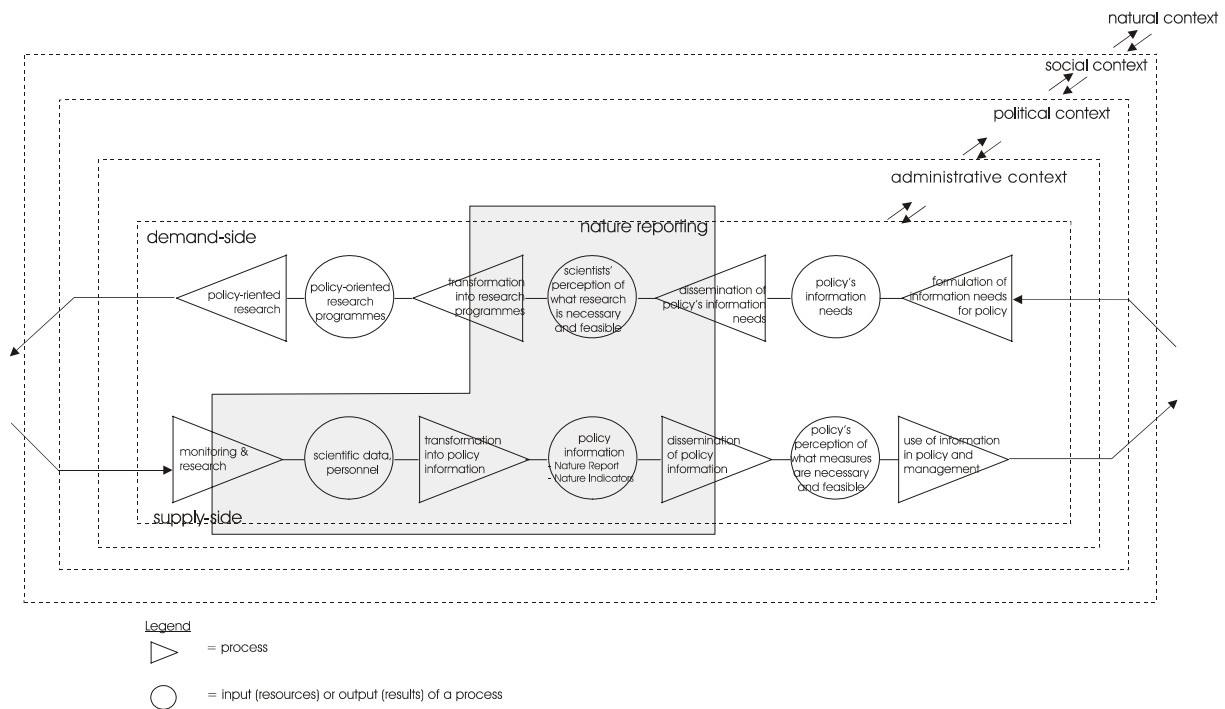 natural context
social context
political context
administrative context
demand-side
nature reporting
policy-riented
research
policy-oriented
research
programmes
transformation
into research
programmes
scientists'
perception of
what research
is necessary
and feasible
dissemination of
policy's information
needs
policy's
information
needs
formulation of
information needs
for policy
monitoring &
research
scientific data,
personnel
transformation
into policy
information
policy
information
- Nature Report
- Nature Indicators
dissemination
of policy
information
policy's
perception of
what measures
are necessary
and feasible
use of information
in policy and
management
supply-side
Legend
= process
= input (resources) or output (results) of a process